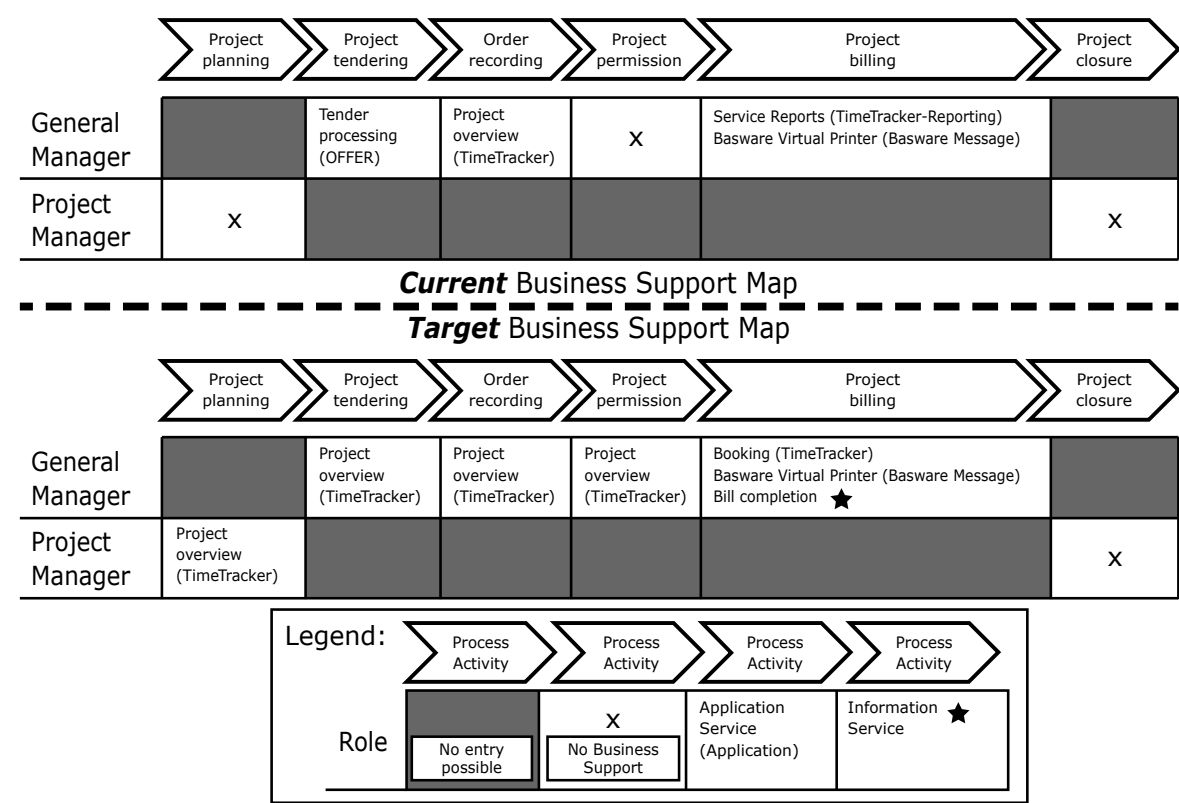 Project
planning
Project
tendering
Order
recording
Project
permission
Project
billing
Project
closure
General
Manager
Tender
processing
(OFFER)
Project
overview
(TimeTracker)
x
Service Reports (TimeTracker-Reporting)
Basware Virtual Printer (Basware Message)
Project
Manager
x
x
Current Business Support Map
Target Business Support Map
Project
planning
Project
tendering
Order
recording
Project
permission
Project
billing
Project
closure
General
Manager
Project
overview
(TimeTracker)
Project
overview
(TimeTracker)
Project
overview
(TimeTracker)
Booking (TimeTracker)
Basware Virtual Printer (Basware Message)
Bill completion
Project
Manager
Project
overview
(TimeTracker)
x
Legend:
Process
Activity
Process
Activity
Process
Activity
Process
Activity
Role
No entry
possible
x
No Business
Support
Application
Service
(Application)
Information
Service